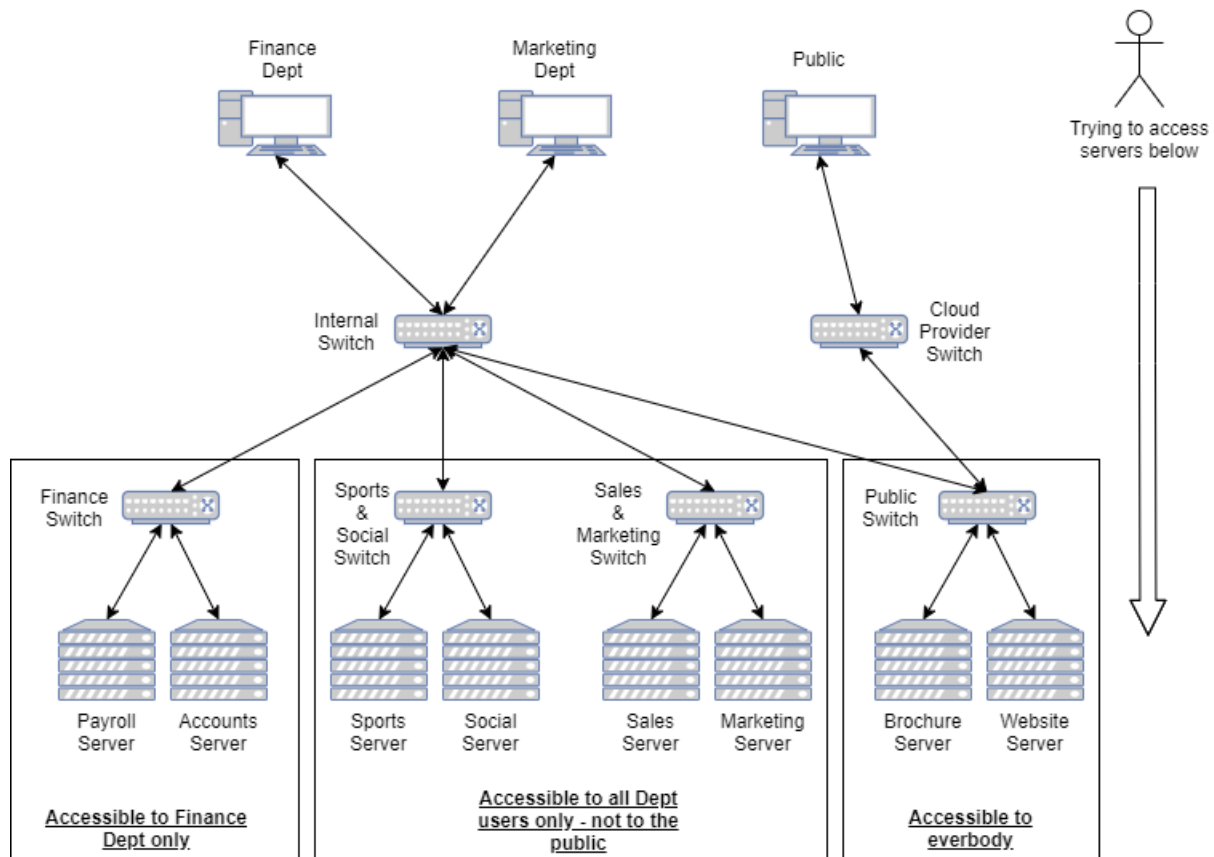 Finance
Dept
Marketing
Dept
Public
Trying to access
servers below
Internal
Switch
Cloud
Provider
Switch
Finance
Switch
Sports
&
Social
Switch
Sales
&
Marketing
Switch
Public
Switch
Payroll
Server
Accounts
Server
Sports
Server
Social
Server
Sales
Server
Marketing
Server
Brochure
Server
Website
Server
Accessible to Finance
Dept only
Accessible to all Dept
users only - not to the
public
Accessible to
everbody